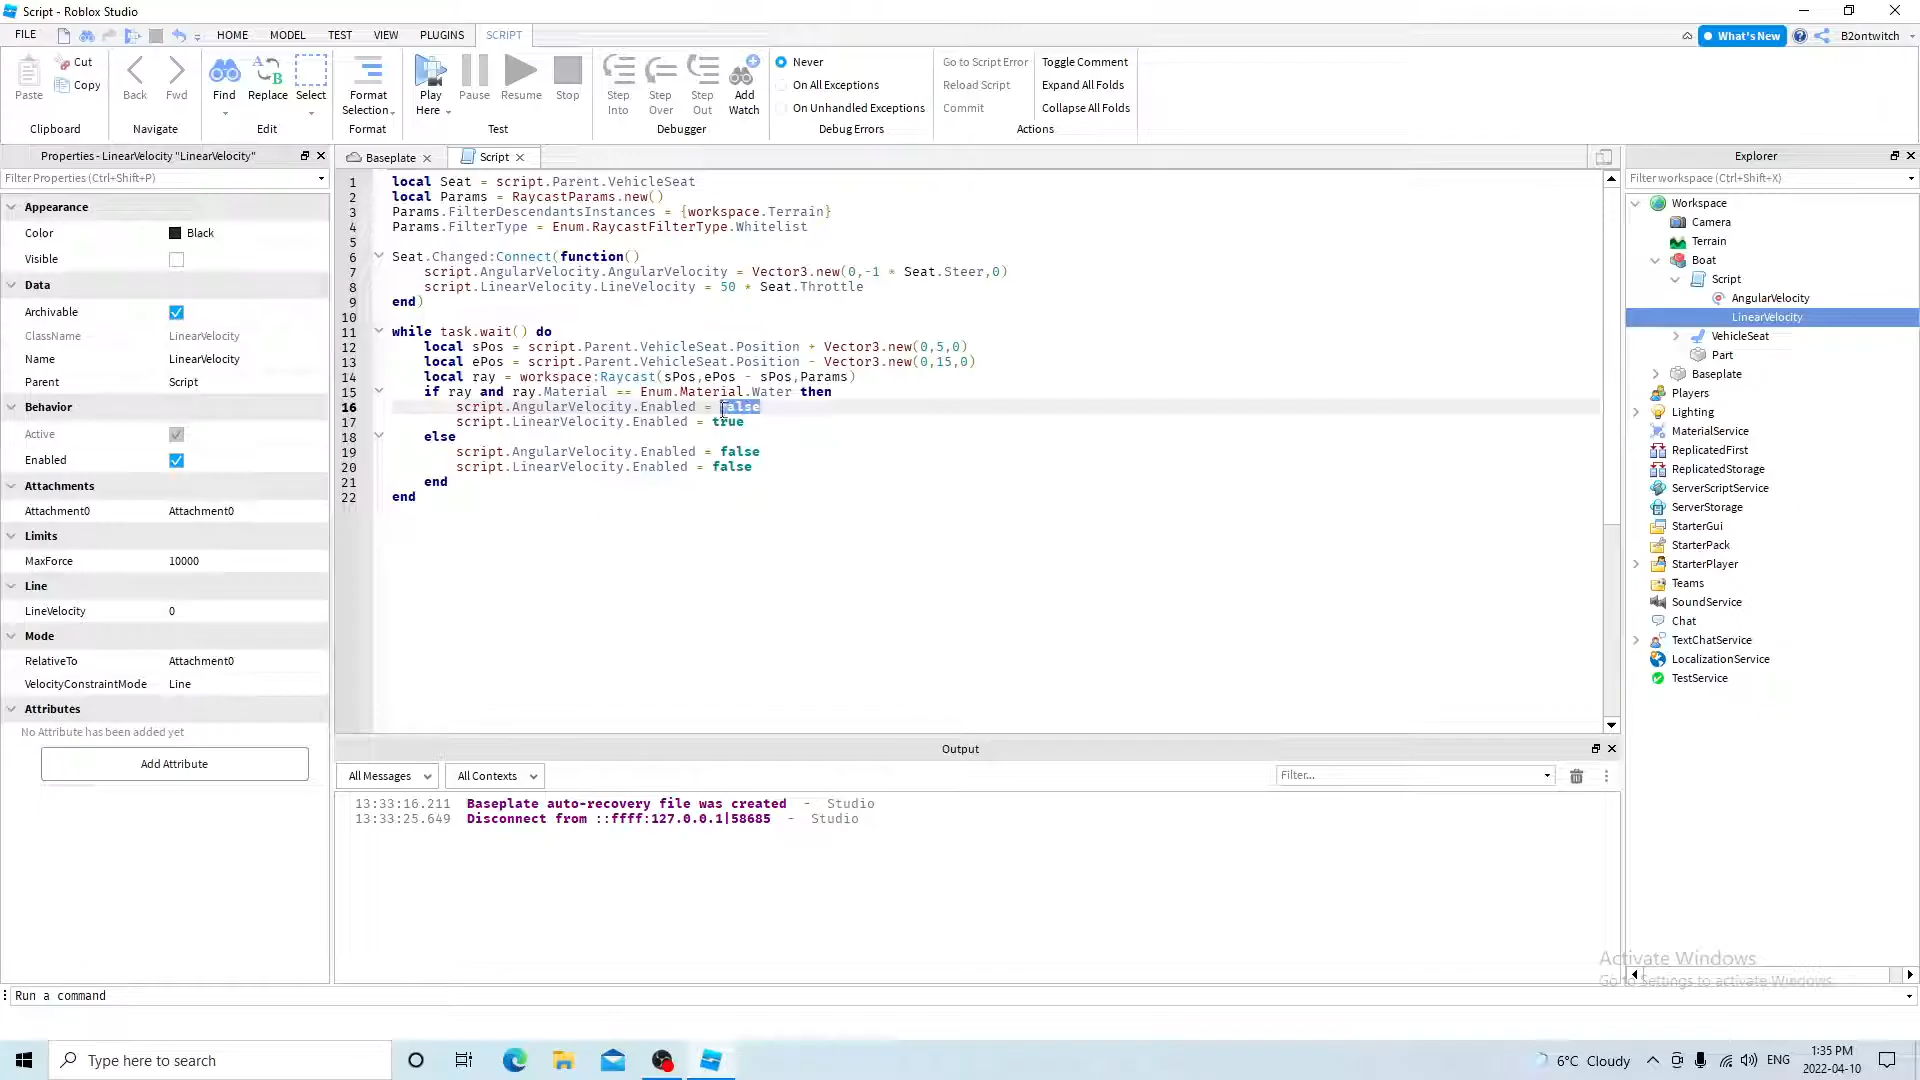 Script - Roblox Studio
FILE HOME MODEL TEST VIEW PLUGINS SCRIPT What's New B2ontwitch
Paste Cut Copy Back Fwd Find Replace Select Format Selection Play Here Pause Resume Stop Step Into Step Over Step Out Add Watch
Never
On All Exceptions
On Unhandled Exceptions
Go to Script Error
Reload Script
Commit
Toggle Comment
Expand All Folds
Collapse All Folds
Clipboard Navigate Edit Format Test Debugger Debug Errors Actions
Properties - LinearVelocity "LinearVelocity"
Filter Properties (Ctrl+Shift+P)
Appearance
Color Black
Visible
Data
Archivable
ClassName LinearVelocity
Name LinearVelocity
Parent Script
Behavior
Active
Enabled
Attachments
Attachment0 Attachment0
Limits
MaxForce 10000
Line
LineVelocity 0
Mode
RelativeTo Attachment0
VelocityConstraintMode Line
Attributes
No Attribute has been added yet
Add Attribute
Baseplate Script
1 local Seat = script.Parent.VehicleSeat
2 local Params = RaycastParams.new()
3 Params.FilterDescendantsInstances = {workspace.Terrain}
4 Params.FilterType = Enum.RaycastFilterType.Whitelist
5
6 Seat.Changed:Connect(function()
7 script.AngularVelocity.AngularVelocity = Vector3.new(0,-1 * Seat.Steer,0)
8 script.LinearVelocity.LineVelocity = 50 * Seat.Throttle
9 end)
10
11 while task.wait() do
12 local sPos = script.Parent.VehicleSeat.Position + Vector3.new(0,5,0)
13 local ePos = script.Parent.VehicleSeat.Position - Vector3.new(0,15,0)
14 local ray = workspace:Raycast(sPos,ePos - sPos,Params)
15 if ray and ray.Material == Enum.Material.Water then
16 script.AngularVelocity.Enabled = false
17 script.LinearVelocity.Enabled = true
18 else
19 script.AngularVelocity.Enabled = false
20 script.LinearVelocity.Enabled = false
21 end
22 end
Output
All Messages All Contexts Filter...
13:33:16.211 Baseplate auto-recovery file was created - Studio
13:33:25.649 Disconnect from ::ffff:127.0.0.1|58685 - Studio
Explorer
Filter workspace (Ctrl+Shift+X)
Workspace
Camera
Terrain
Boat
Script
AngularVelocity
LinearVelocity
VehicleSeat
Part
Baseplate
Players
Lighting
MaterialService
ReplicatedFirst
ReplicatedStorage
ServerScriptService
ServerStorage
StarterGui
StarterPack
StarterPlayer
Teams
SoundService
Chat
TextChatService
LocalizationService
TestService
Activate Windows
Go to Settings to activate Windows.
Run a command
Type here to search
6°C Cloudy ENG 1:35 PM
2022-04-10